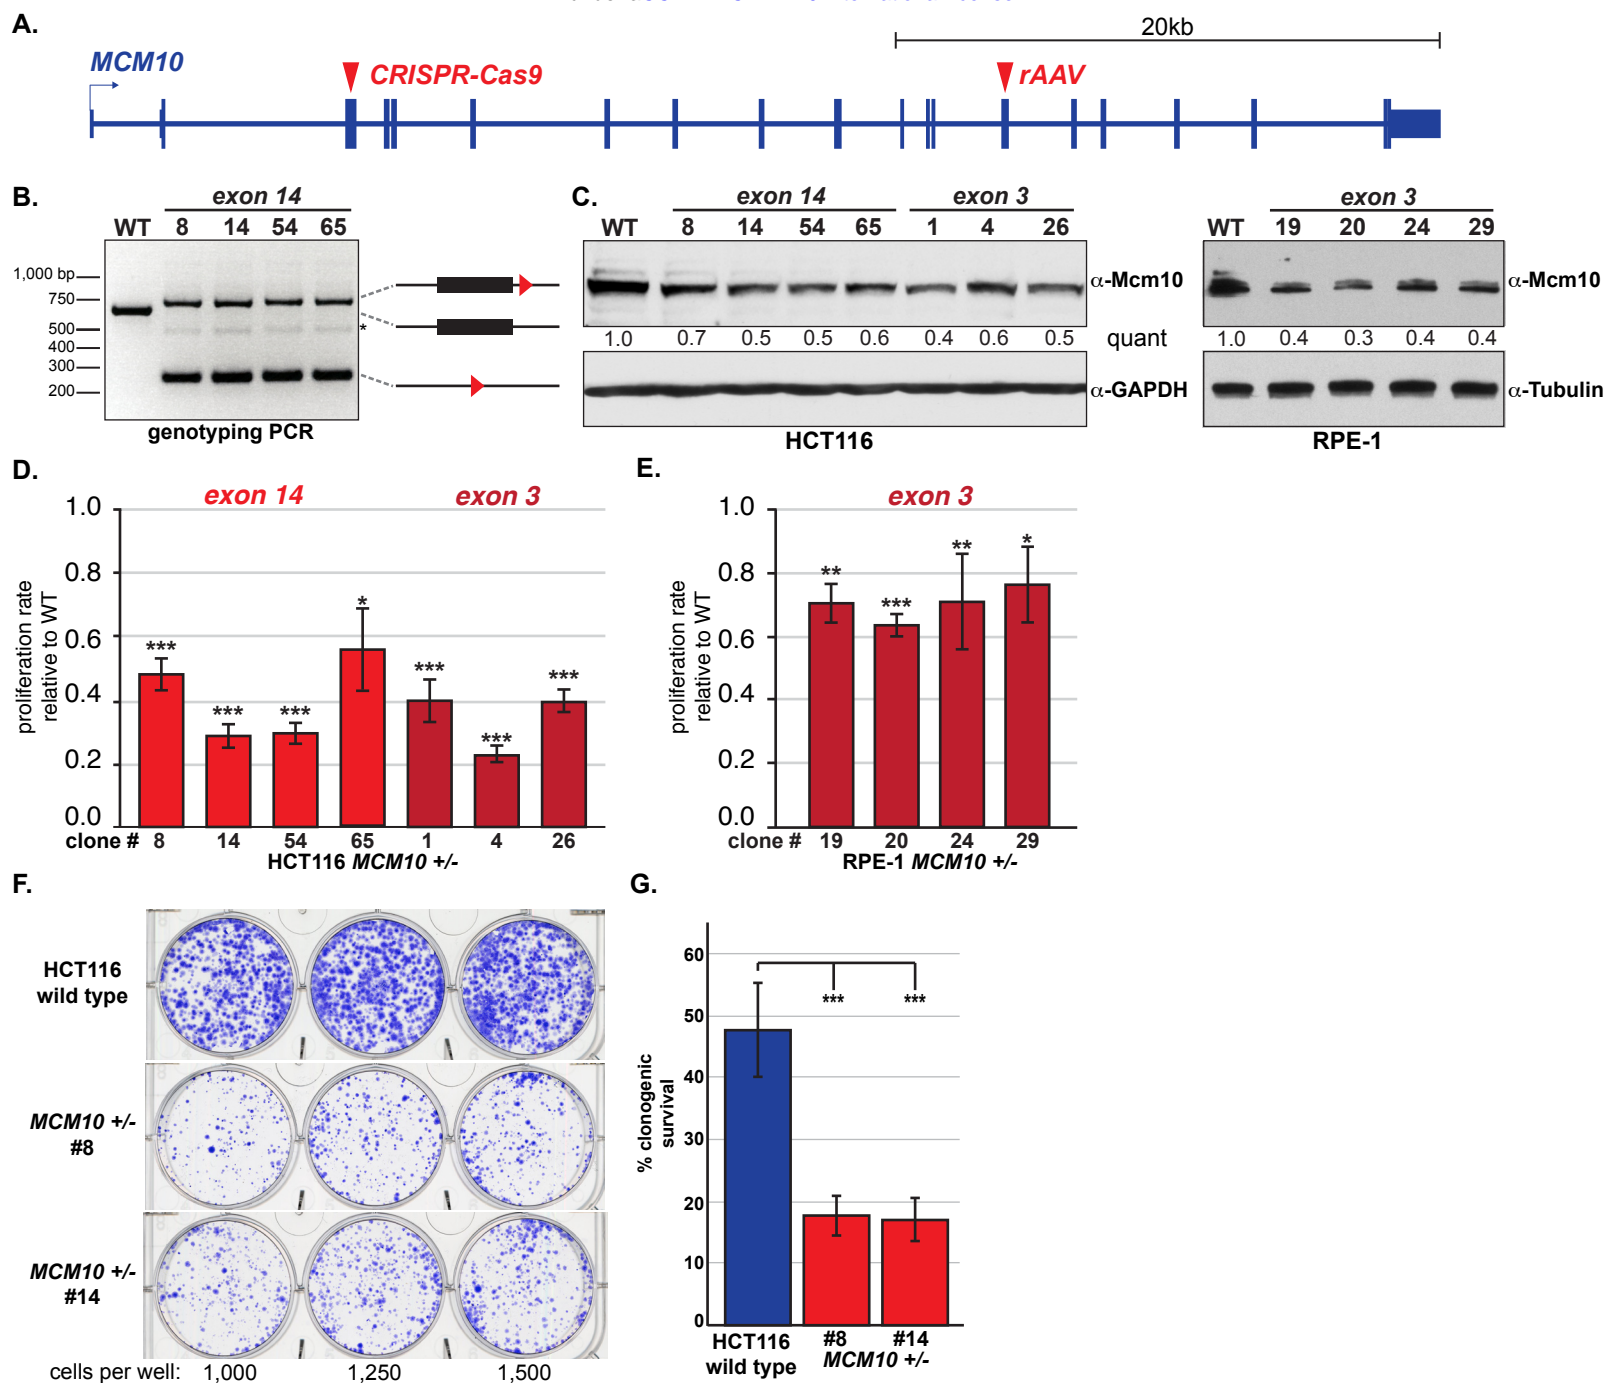 A.
20kb
MCM10
CRISPR-Cas9
rAAV
B.
exon 14
WT 8 14 54 65
1,000 bp
750
500
400
300
200
*
genotyping PCR
C.
exon 14 exon 3
WT 8 14 54 65 1 4 26
α-Mcm10
1.0 0.7 0.5 0.5 0.6 0.4 0.6 0.5 quant
α-GAPDH
HCT116
exon 3
WT 19 20 24 29
α-Mcm10
1.0 0.4 0.3 0.4 0.4
α-Tubulin
RPE-1
D.
exon 14 exon 3
proliferation rate
relative to WT
1.0
0.8
0.6
0.4
0.2
0.0
*** *** *** * *** *** ***
clone # 8 14 54 65 1 4 26
HCT116 MCM10 +/-
E.
exon 3
proliferation rate
relative to WT
1.0
0.8
0.6
0.4
0.2
0.0
** *** ** *
clone # 19 20 24 29
RPE-1 MCM10 +/-
F.
HCT116
wild type
MCM10 +/-
#8
MCM10 +/-
#14
cells per well: 1,000 1,250 1,500
G.
% clonogenic
survival
60
50
40
30
20
10
0
*** ***
HCT116
wild type
#8 #14
MCM10 +/-